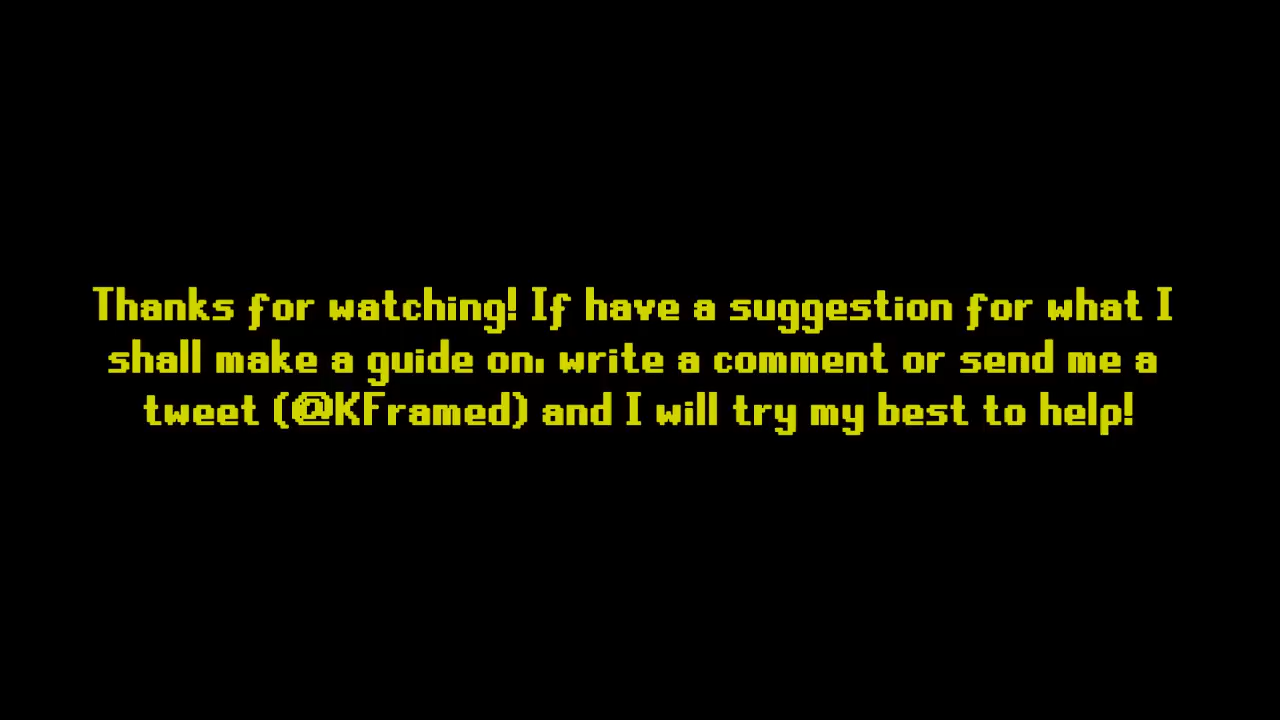 Thanks for watching! If have a suggestion for what I
shall make a guide on, write a comment or send me a
tweet (@KFramed) and I will try my best to help!